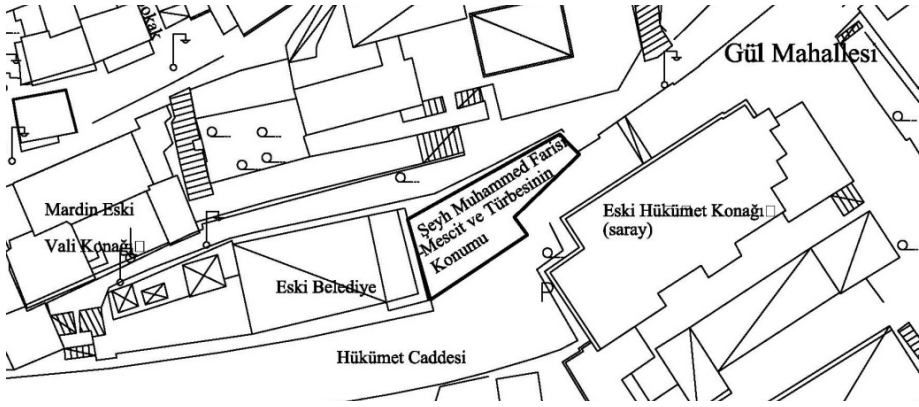 okak
Gül Mahallesi
Şeyh Muhammed Farisi
Mescit ve Türbesinin
Konumu
Mardin Eski
Vali Konağı
Eski Hükümet Konağı
(saray)
Eski Belediye
Hükümet Caddesi